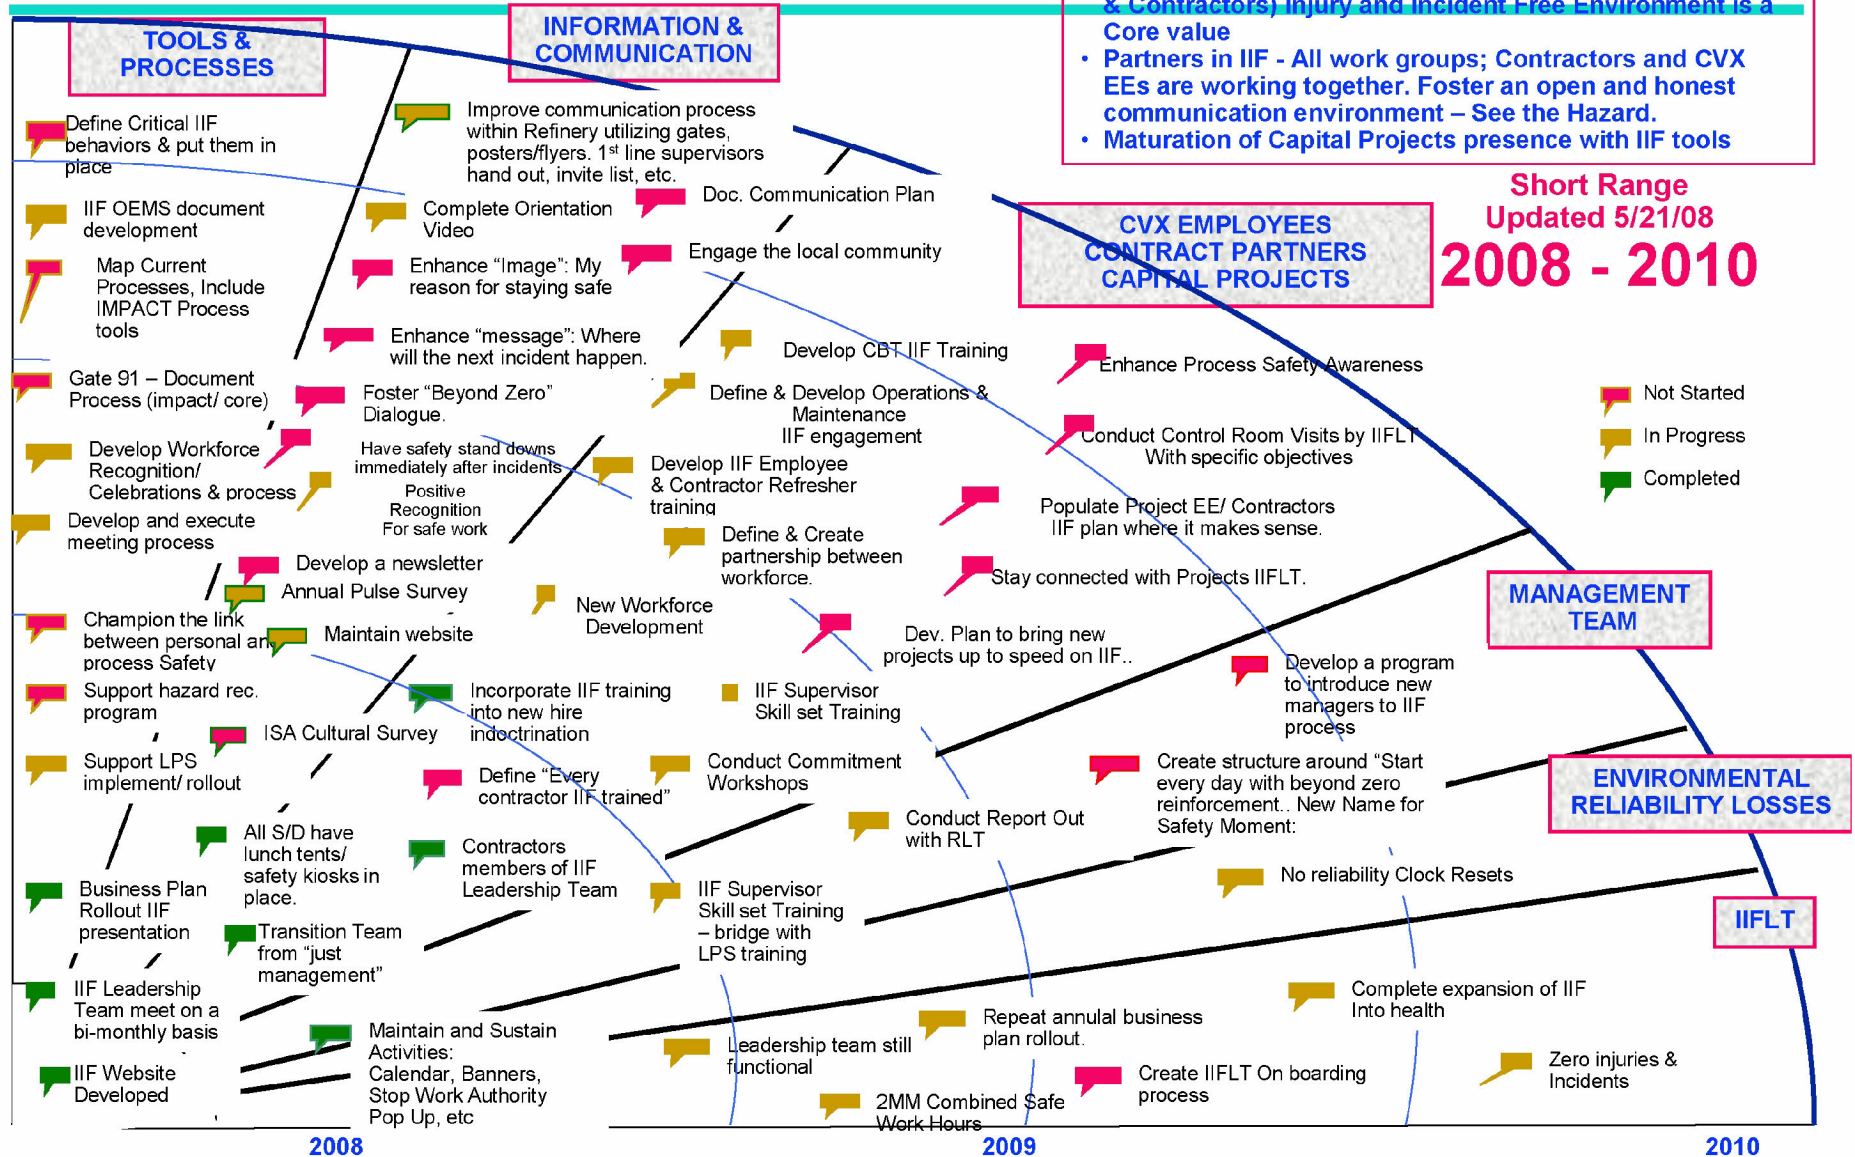 & Contractors) Injury and Incident Free Environment is a
Core value
• Partners in IIF - All work groups; Contractors and CVX
EEs are working together. Foster an open and honest
communication environment – See the Hazard.
• Maturation of Capital Projects presence with IIF tools
Short Range
Updated 5/21/08
2008 - 2010
TOOLS &
PROCESSES
INFORMATION &
COMMUNICATION
CVX EMPLOYEES
CONTRACT PARTNERS
CAPITAL PROJECTS
MANAGEMENT
TEAM
ENVIRONMENTAL
RELIABILITY LOSSES
IIFLT
Not Started
In Progress
Completed
Define Critical IIF
behaviors & put them in
place
IIF OEMS document
development
Map Current
Processes, Include
IMPACT Process
tools
Gate 91 – Document
Process (impact/ core)
Develop Workforce
Recognition/
Celebrations & process
Develop and execute
meeting process
Champion the link
between personal an
process Safety
Support hazard rec.
program
Support LPS
implement/ rollout
Business Plan
Rollout IIF
presentation
IIF Leadership
Team meet on a
bi-monthly basis
IIF Website
Developed
Improve communication process
within Refinery utilizing gates,
posters/flyers. 1st line supervisors
hand out, invite list, etc.
Complete Orientation
Video
Doc. Communication Plan
Engage the local community
Enhance “Image”: My
reason for staying safe
Enhance “message”: Where
will the next incident happen.
Foster “Beyond Zero”
Dialogue.
Have safety stand downs
immediately after incidents
Positive
Recognition
For safe work
Develop a newsletter
Annual Pulse Survey
Maintain website
ISA Cultural Survey
All S/D have
lunch tents/
safety kiosks in
place.
Transition Team
from “just
management”
Maintain and Sustain
Activities:
Calendar, Banners,
Stop Work Authority
Pop Up, etc
Develop CBT IIF Training
Define & Develop Operations &
Maintenance
IIF engagement
Develop IIF Employee
& Contractor Refresher
training
Define & Create
partnership between
workforce.
New Workforce
Development
Incorporate IIF training
into new hire
indoctrination
IIF Supervisor
Skill set Training
Define “Every
contractor IIF trained”
Conduct Commitment
Workshops
Contractors
members of IIF
Leadership Team
IIF Supervisor
Skill set Training
– bridge with
LPS training
Enhance Process Safety Awareness
Conduct Control Room Visits by IIFLT
With specific objectives
Populate Project EE/ Contractors
IIF plan where it makes sense.
Stay connected with Projects IIFLT.
Dev. Plan to bring new
projects up to speed on IIF..
Develop a program
to introduce new
managers to IIF
process
Create structure around “Start
every day with beyond zero
reinforcement.. New Name for
Safety Moment:
Conduct Report Out
with RLT
No reliability Clock Resets
Complete expansion of IIF
Into health
Repeat annulal business
plan rollout.
Leadership team still
functional
Create IIFLT On boarding
process
Zero injuries &
Incidents
2MM Combined Safe
Work Hours
2008
2009
2010